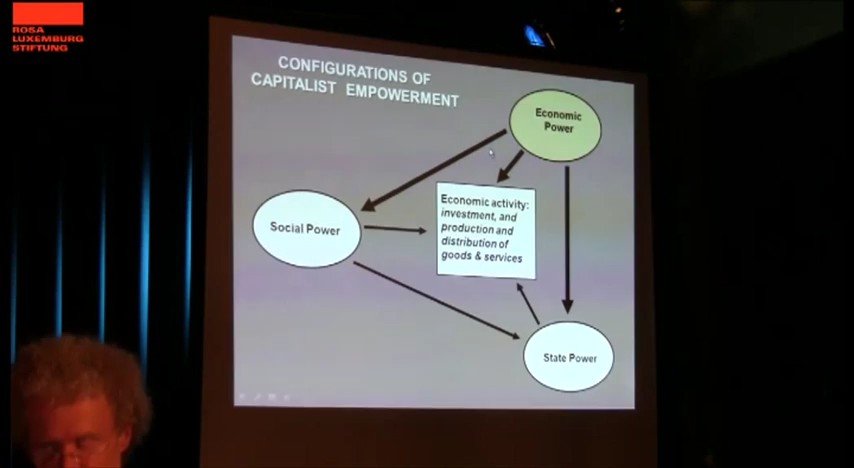 ROSA
LUXEMBURG
STIFTUNG
CONFIGURATIONS OF
CAPITALIST EMPOWERMENT
Economic
Power
Social Power
Economic activity:
investment, and
production and
distribution of
goods & services
State Power